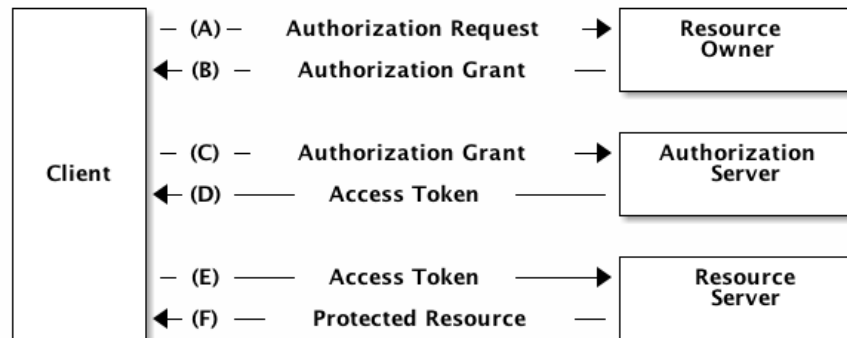 (A) Authorization Request
Resource
Owner
(B) Authorization Grant
Client
(C) Authorization Grant
Authorization
Server
(D) Access Token
(E) Access Token
Resource
Server
(F) Protected Resource